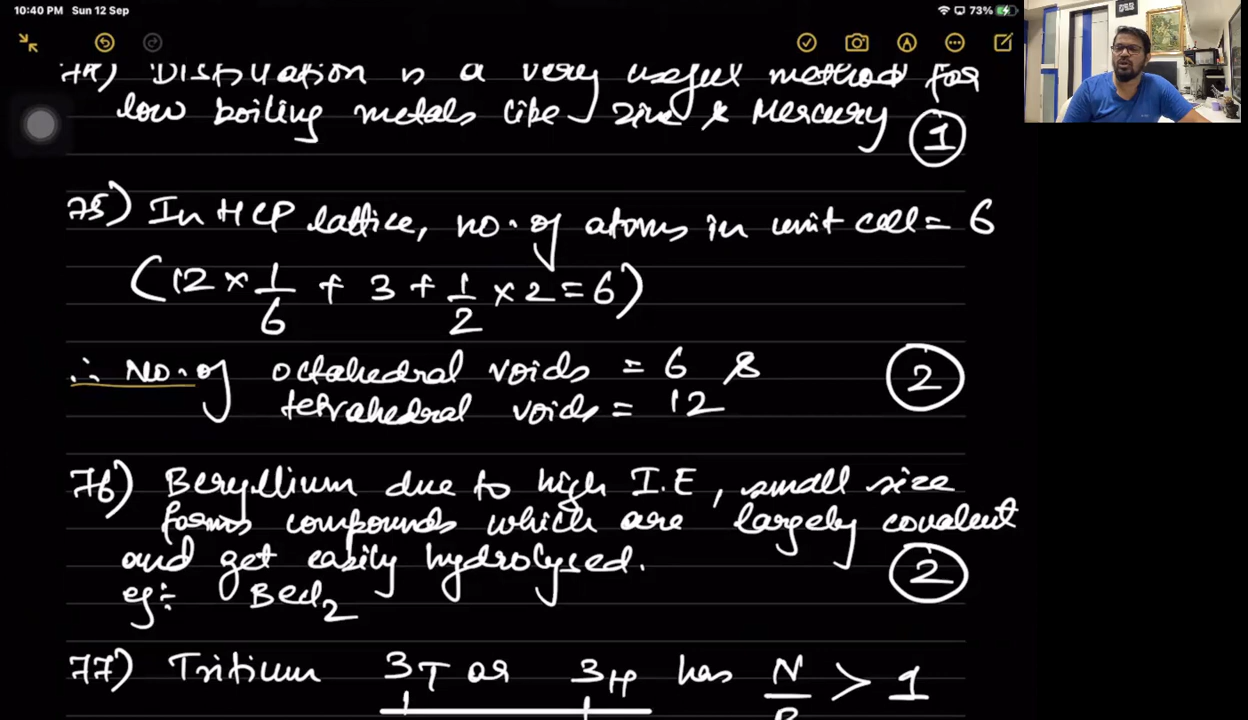 10:40 PM Sun 12 Sep
73%
74) Distillation is a very useful method for
low boiling metals like zinc & Mercury
1
75) In HCP lattice, no. of atoms in unit cell = 6
(12 × 1/6 + 3 + 1/2 × 2 = 6)
∴ No. of octahedral voids = 6 &
tetrahedral voids = 12
2
76) Beryllium due to high I.E, small size
forms compounds which are largely covalent
and get easily hydrolysed.
2
eg:- BeCl2
77) Tritium 3T or 3H has N/P > 1
1 1